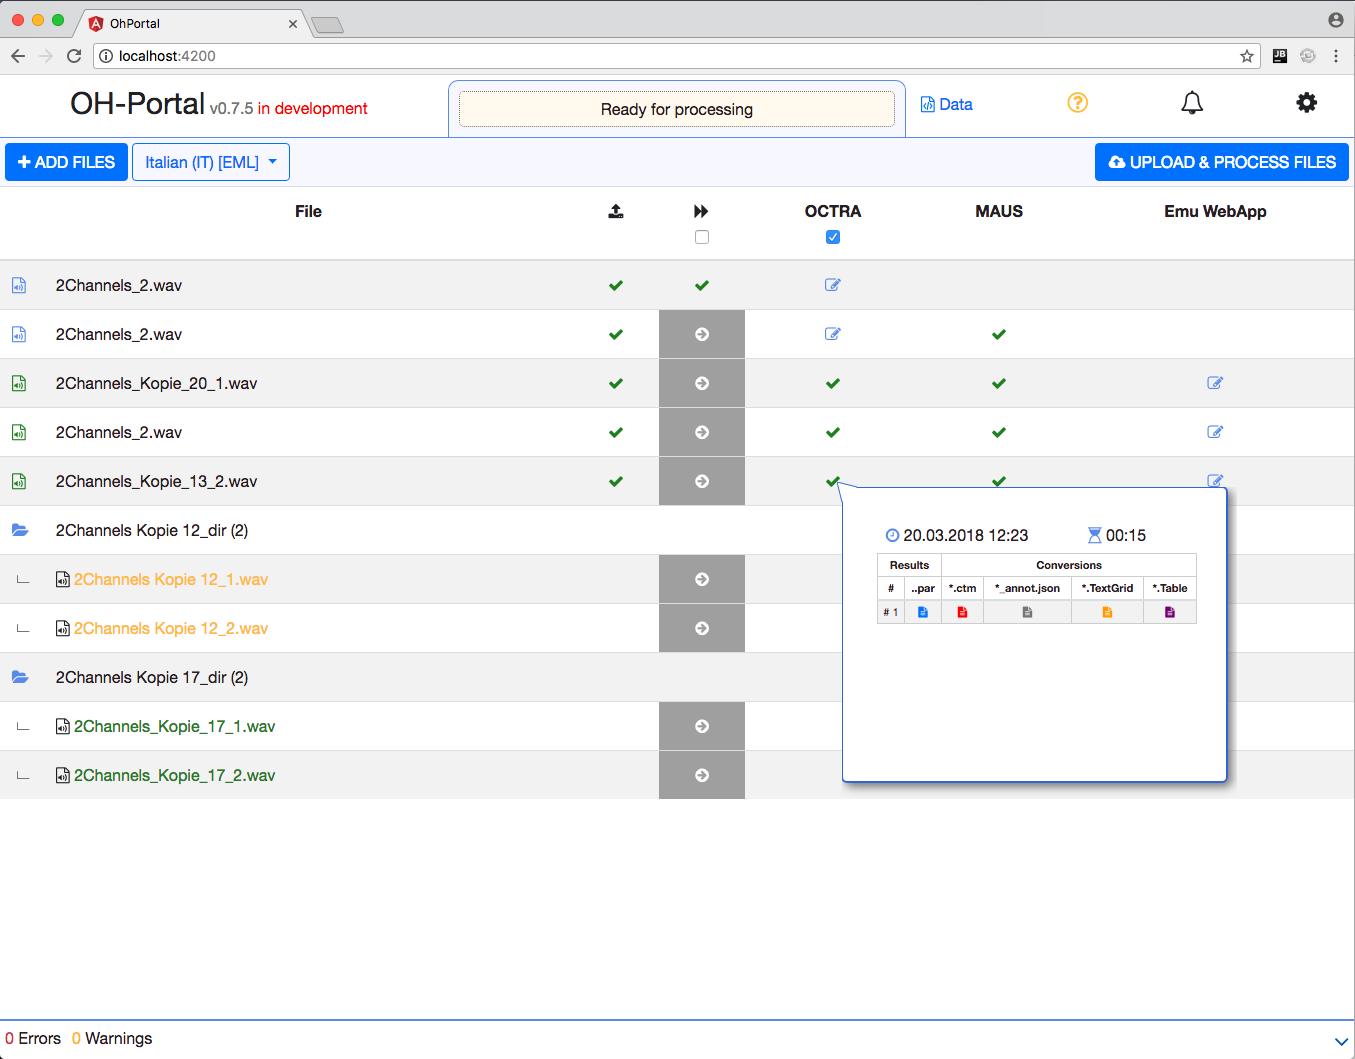 OhPortal
localhost:4200
JB
OH-Portal v0.7.5 in development
Ready for processing
Data
ADD FILES
Italian (IT) [EML]
UPLOAD & PROCESS FILES
File OCTRA MAUS Emu WebApp
2Channels_2.wav
2Channels_2.wav
2Channels_Kopie_20_1.wav
2Channels_2.wav
2Channels_Kopie_13_2.wav
2Channels Kopie 12_dir (2)
2Channels Kopie 12_1.wav
2Channels Kopie 12_2.wav
2Channels Kopie 17_dir (2)
2Channels_Kopie_17_1.wav
2Channels_Kopie_17_2.wav
20.03.2018 12:23 00:15
Results Conversions
# ..par *.ctm *_annot.json *.TextGrid *.Table
# 1
0 Errors 0 Warnings